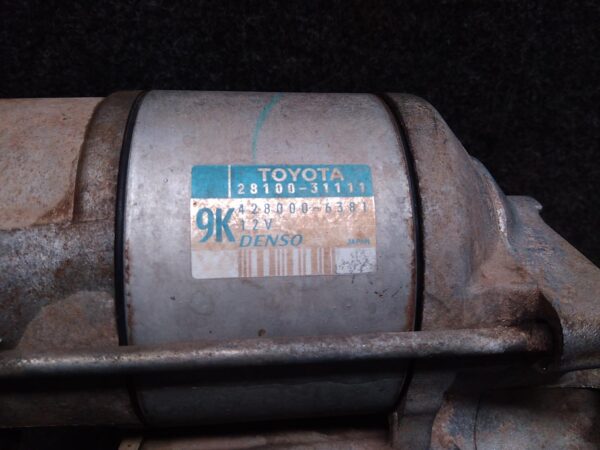 TOYOTA
28100-31111
9K 428000-6381
12V
DENSO JAPAN